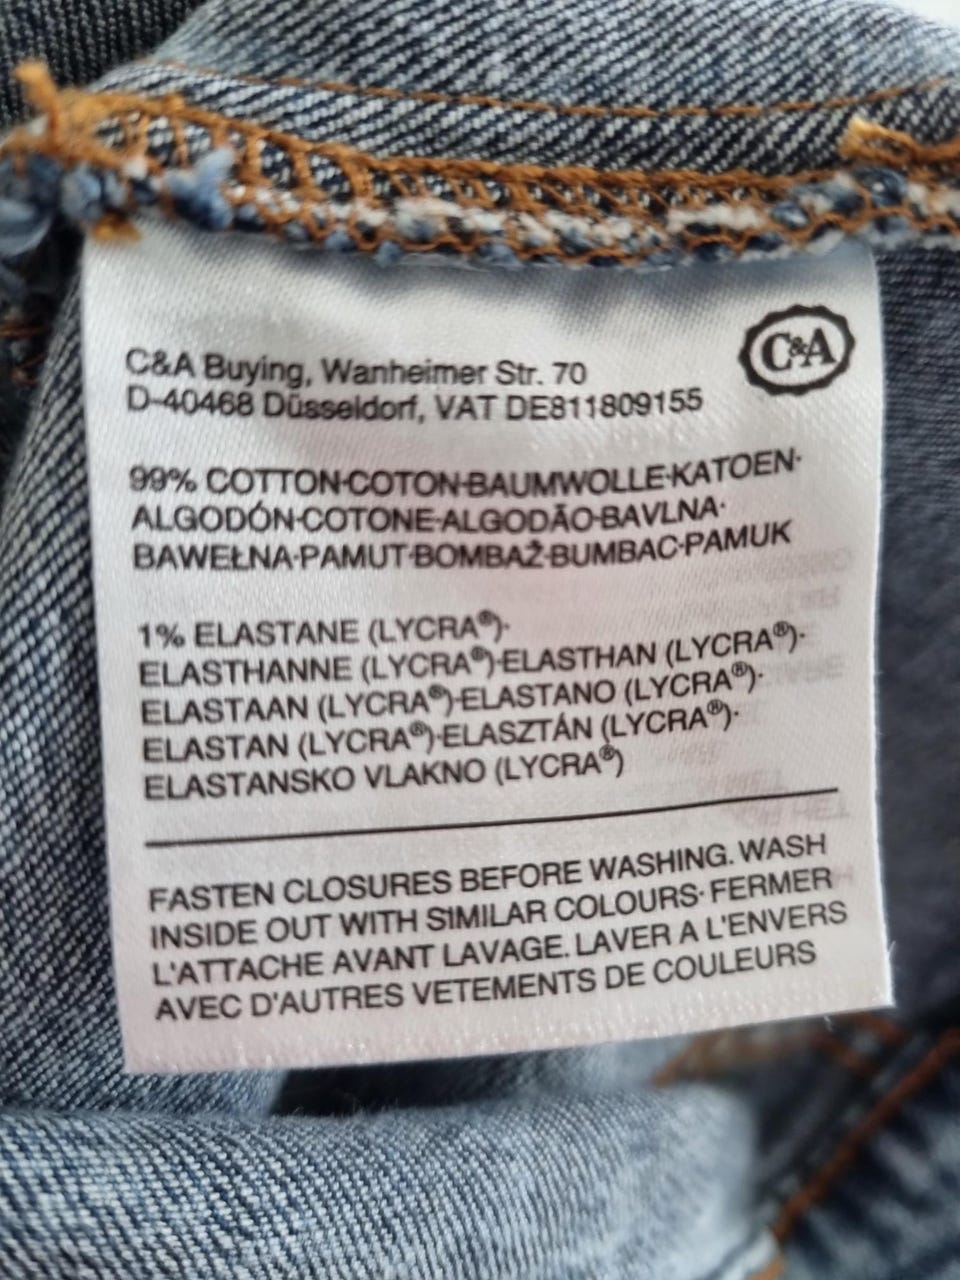 C&A
C&A Buying, Wanheimer Str. 70
D-40468 Düsseldorf, VAT DE811809155
99% COTTON·COTON·BAUMWOLLE·KATOEN·
ALGODÓN·COTONE·ALGODÃO·BAVLNA·
BAWEŁNA·PAMUT·BOMBAŽ·BUMBAC·PAMUK
1% ELASTANE (LYCRA®)·
ELASTHANNE (LYCRA®)·ELASTHAN (LYCRA®)·
ELASTAAN (LYCRA®)·ELASTANO (LYCRA®)·
ELASTAN (LYCRA®)·ELASZTÁN (LYCRA®)·
ELASTANSKO VLAKNO (LYCRA®)
FASTEN CLOSURES BEFORE WASHING. WASH
INSIDE OUT WITH SIMILAR COLOURS· FERMER
L'ATTACHE AVANT LAVAGE. LAVER A L'ENVERS
AVEC D'AUTRES VETEMENTS DE COULEURS